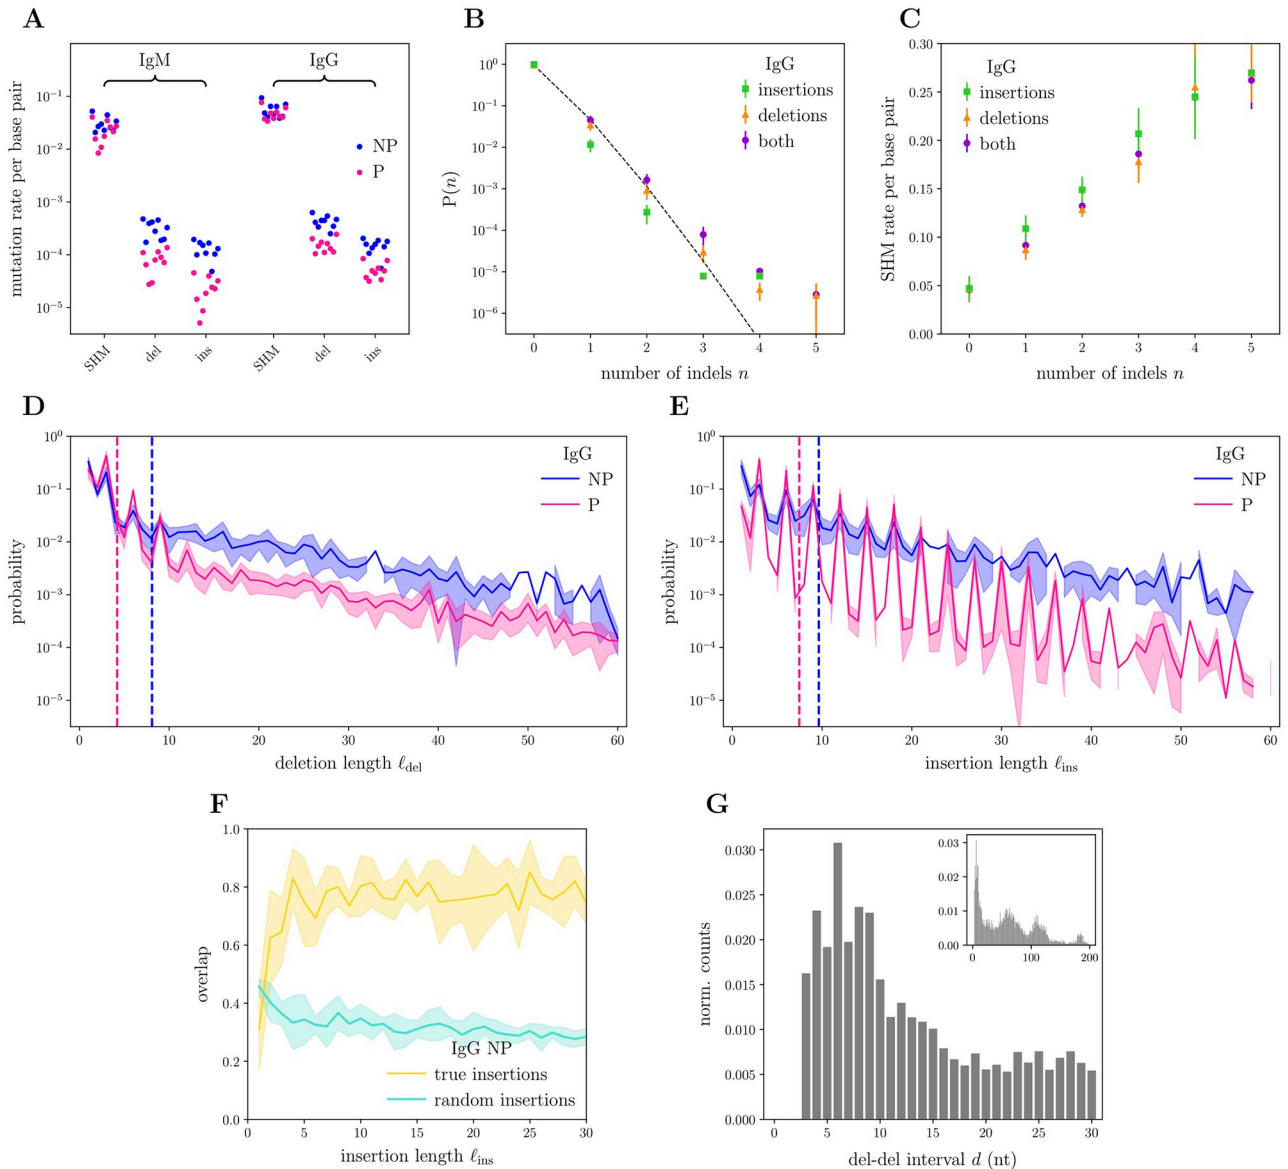 A
mutation rate per base pair
10⁻¹
10⁻²
10⁻³
10⁻⁴
10⁻⁵
IgM
IgG
NP
P
SHM
del
ins
SHM
del
ins
B
P(n)
10⁰
10⁻¹
10⁻²
10⁻³
10⁻⁴
10⁻⁵
10⁻⁶
IgG
insertions
deletions
both
0 1 2 3 4 5
number of indels n
C
SHM rate per base pair
0.30
0.25
0.20
0.15
0.10
0.05
0.00
IgG
insertions
deletions
both
0 1 2 3 4 5
number of indels n
D
probability
10⁰
10⁻¹
10⁻²
10⁻³
10⁻⁴
10⁻⁵
IgG
NP
P
0 10 20 30 40 50 60
deletion length ℓdel
E
probability
10⁰
10⁻¹
10⁻²
10⁻³
10⁻⁴
10⁻⁵
IgG
NP
P
0 10 20 30 40 50 60
insertion length ℓins
F
overlap
1.0
0.8
0.6
0.4
0.2
0.0
IgG NP
true insertions
random insertions
0 5 10 15 20 25 30
insertion length ℓins
G
norm. counts
0.030
0.025
0.020
0.015
0.010
0.005
0.000
0.03
0.02
0.01
0.00
0 100 200
0 5 10 15 20 25 30
del-del interval d (nt)